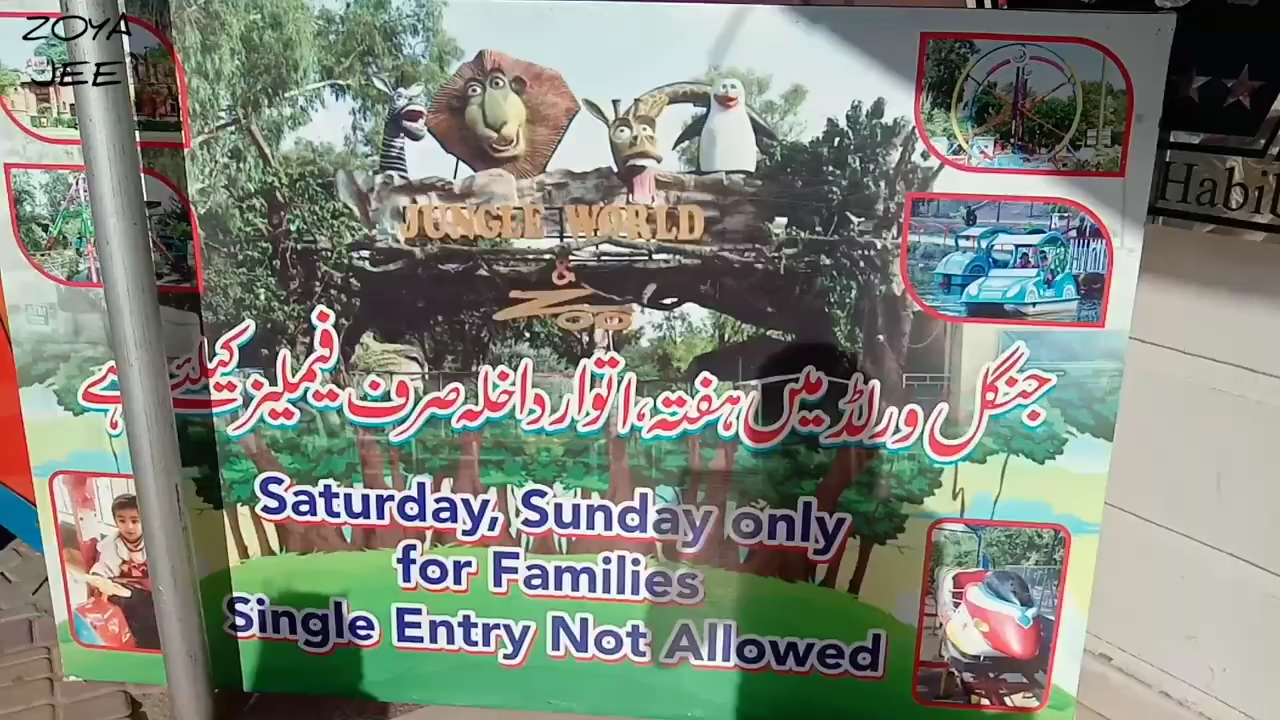 ZOYA
JEE
JUNGLE WORLD
&
ZOO
جنگل ورلڈ میں ہفتہ،اتوار داخلہ صرف فیملیز کیلئے ہے
Saturday, Sunday only
for Families
Single Entry Not Allowed